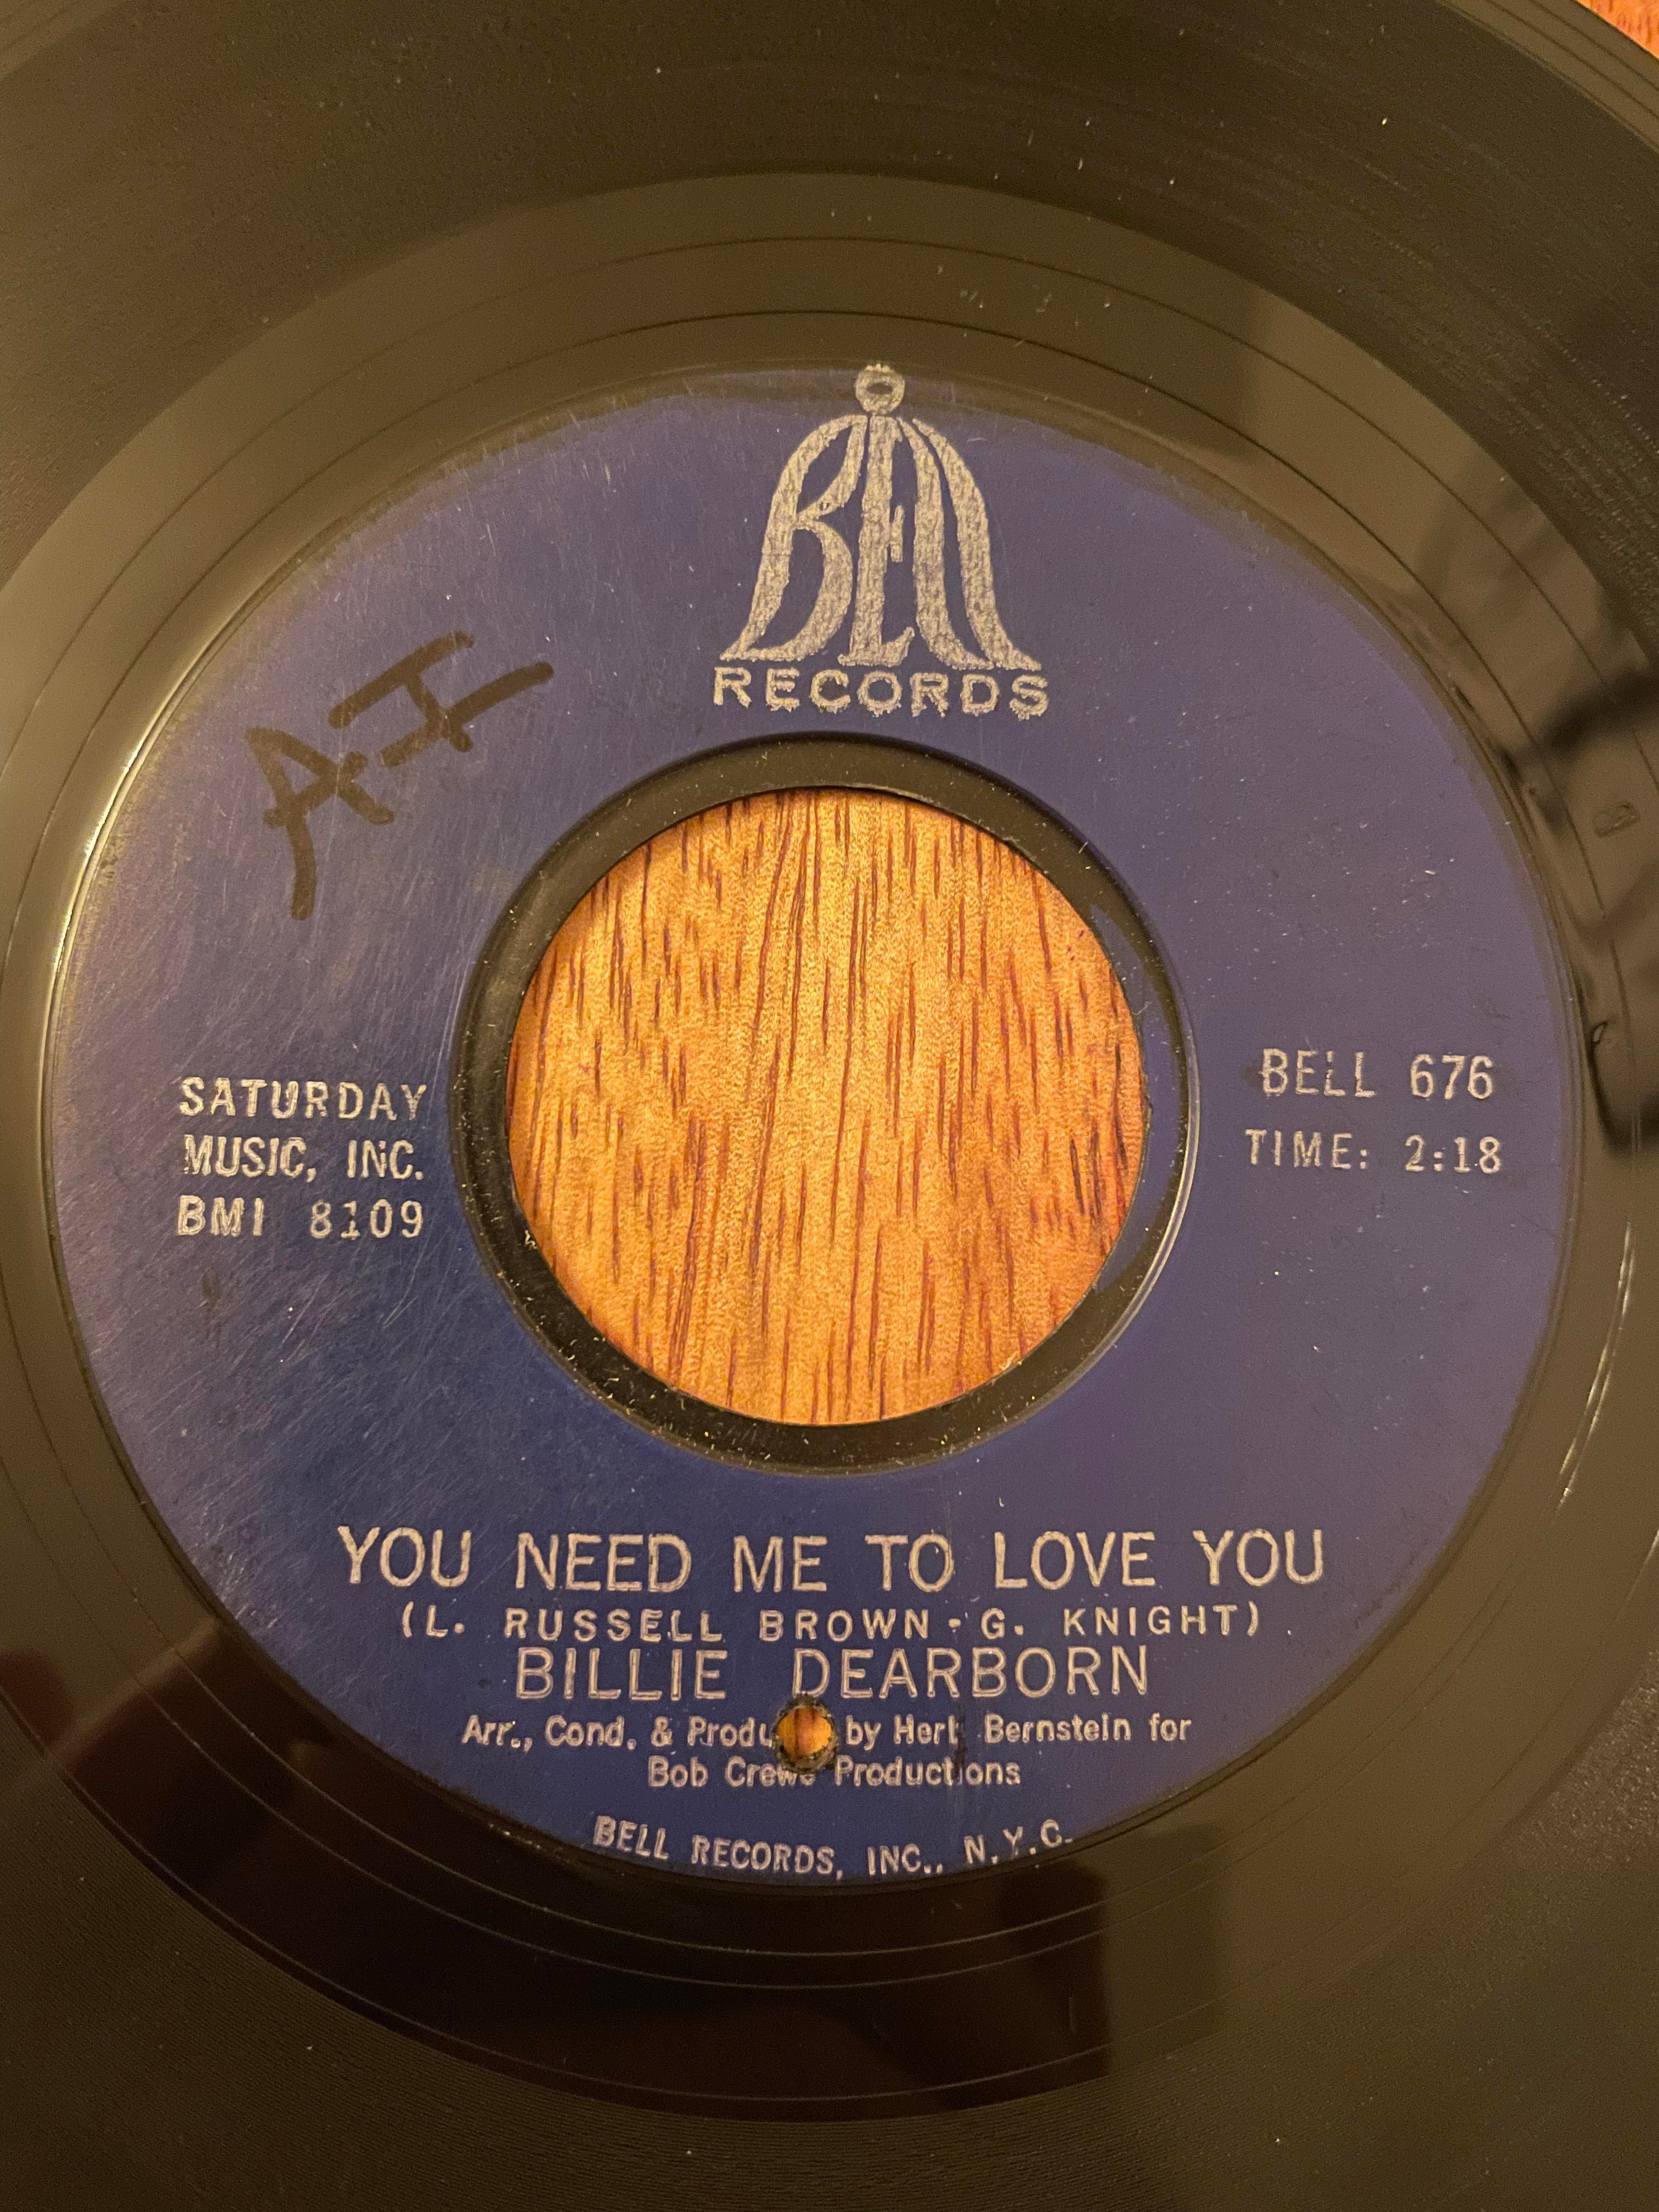 BELL
RECORDS
A.I
SATURDAY
MUSIC, INC.
BMI 8109
BELL 676
TIME: 2:18
YOU NEED ME TO LOVE YOU
(L. RUSSELL BROWN - G. KNIGHT)
BILLIE DEARBORN
Arr., Cond. & Produ by Herb Bernstein for
Bob Crewe Productions
BELL RECORDS, INC., N.Y.C.